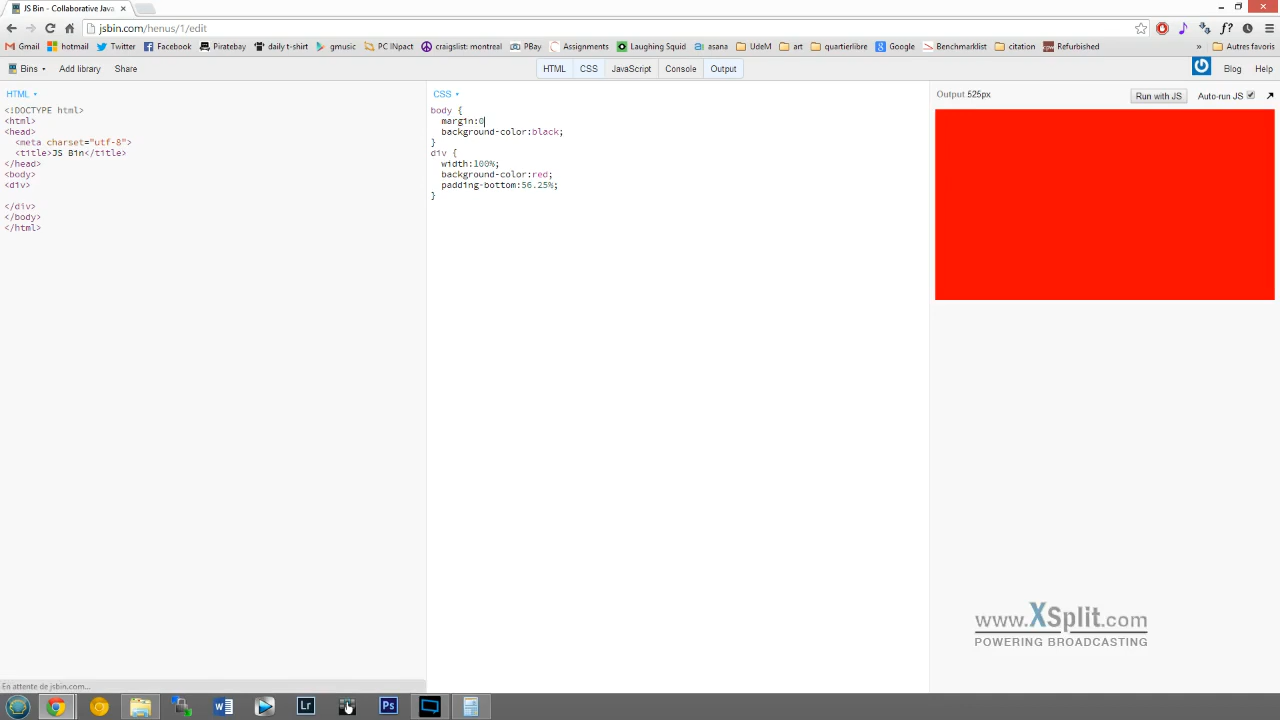 JS Bin - Collaborative Java
jsbin.com/henus/1/edit
Gmail hotmail Twitter Facebook Piratebay daily t-shirt gmusic PC INpact craigslist: montreal PBay Assignments Laughing Squid asana UdeM art quartierlibre Google Benchmarklist citation Refurbished » Autres favoris
Bins Add library Share HTML CSS JavaScript Console Output Blog Help
HTML
<!DOCTYPE html>
<html>
<head>
<meta charset="utf-8">
<title>JS Bin</title>
</head>
<body>
<div>
</div>
</body>
</html>
CSS
body {
margin:0
background-color:black;
}
div {
width:100%;
background-color:red;
padding-bottom:56.25%;
}
Output 525px Run with JS Auto-run JS
www.XSplit.com
POWERING BROADCASTING
En attente de jsbin.com...
Lr Ps